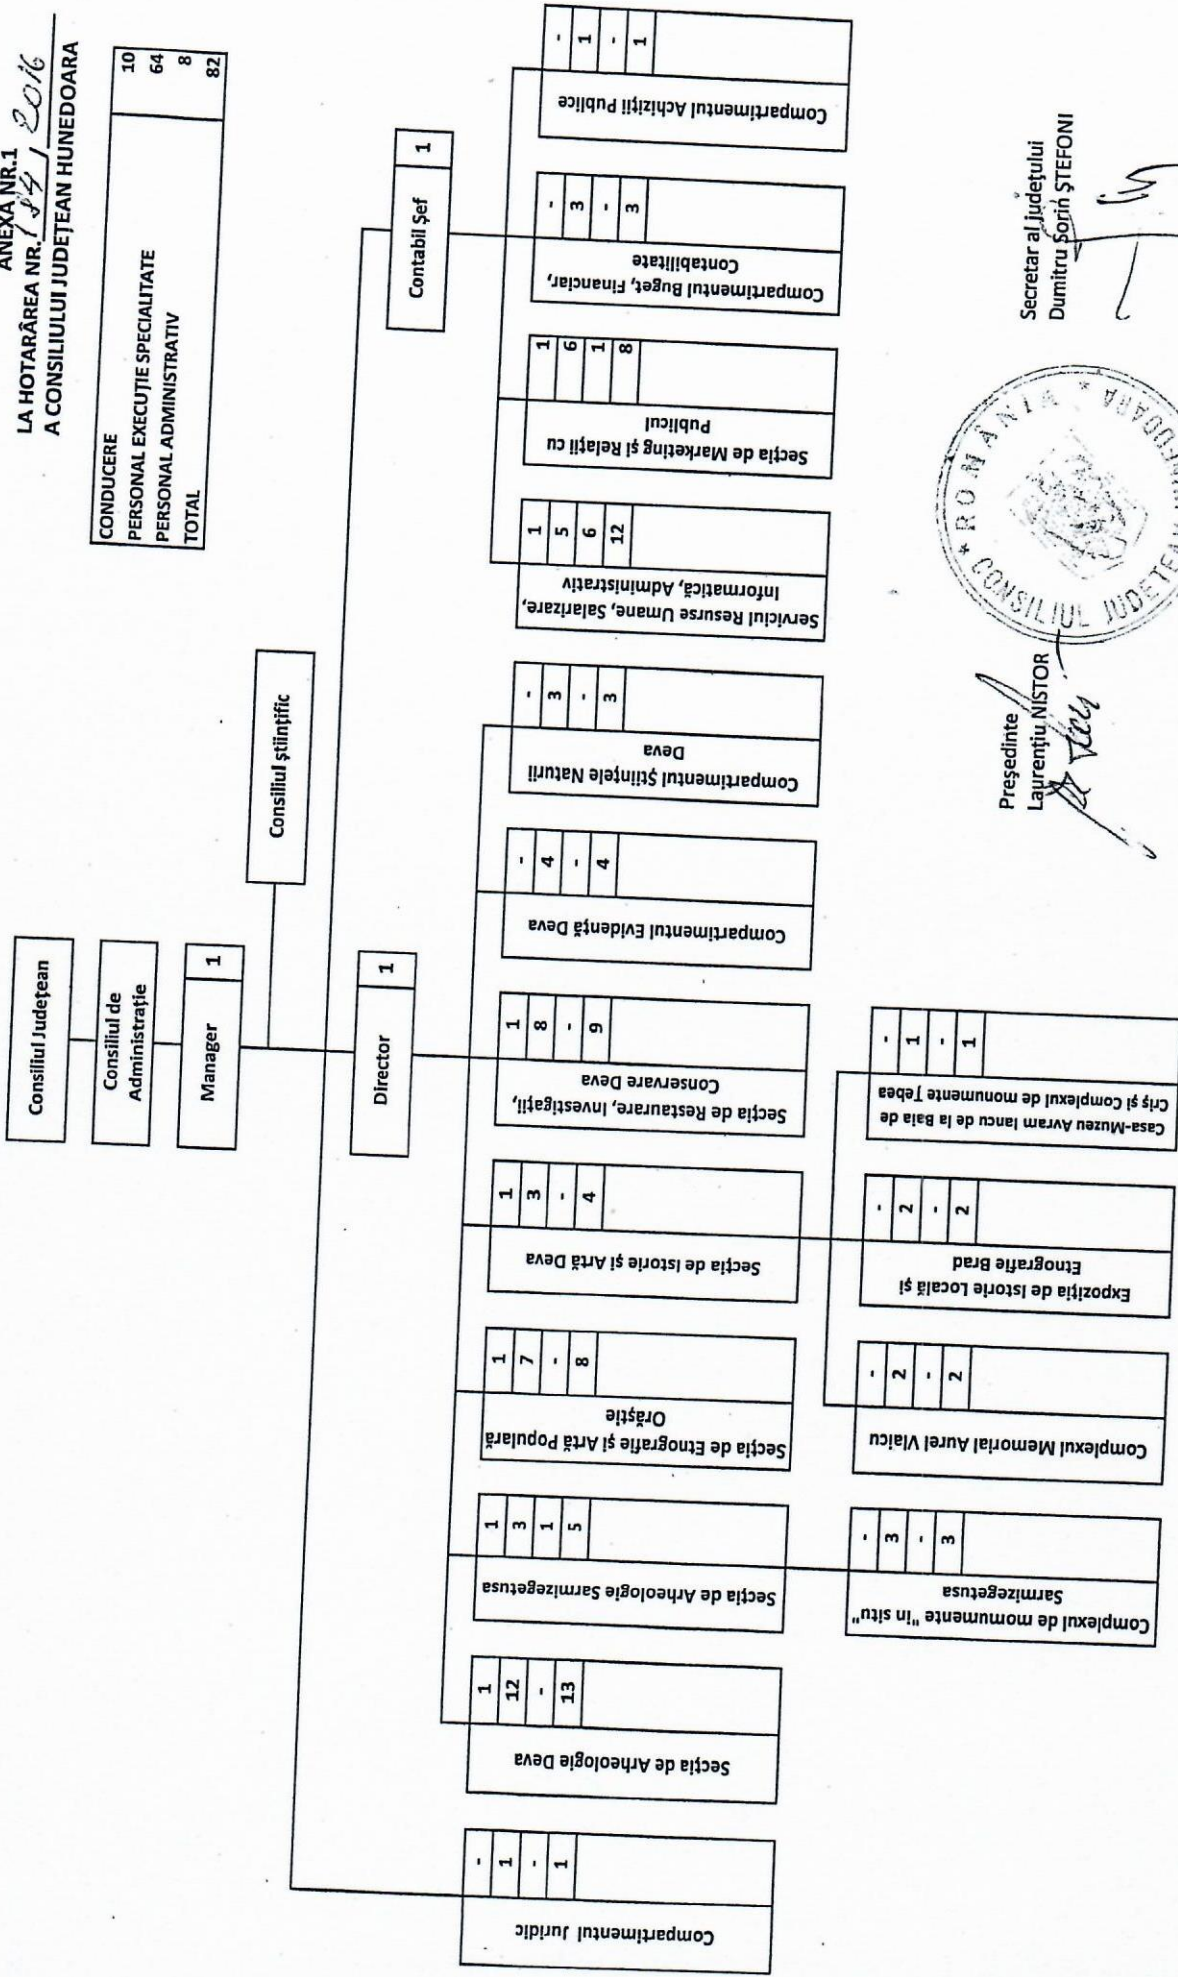 ANEXA NR.1
LA HOTARÂREA NR. 184 / 2016
A CONSILIULUI JUDEȚEAN HUNEDOARA
CONDUCERE 10
PERSONAL EXECUȚIE SPECIALITATE 64
PERSONAL ADMINISTRATIV 8
TOTAL 82
Consiliul Județean
Consiliul de
Administrație
Manager 1
Consiliul științific
Director 1
Contabil Șef 1
Compartimentul Juridic
-
1
-
1
Secția de Arheologie Deva
1
12
-
13
Secția de Arheologie Sarmizegetusa
1
3
1
5
Secția de Etnografie și Artă Populară
Orăștie
1
7
-
8
Secția de Istorie și Artă Deva
1
3
-
4
Secția de Restaurare, Investigații,
Conservare Deva
1
8
-
9
Compartimentul Evidență Deva
-
4
-
4
Compartimentul Științele Naturii
Deva
-
3
-
3
Serviciul Resurse Umane, Salarizare,
Informatică, Administrativ
1
5
6
12
Secția de Marketing și Relații cu
Publicul
1
6
1
8
Compartimentul Buget, Financiar,
Contabilitate
-
3
-
3
Compartimentul Achiziții Publice
-
1
-
1
Complexul de momumente "in situ"
Sarmizegetusa
-
3
-
3
Complexul Memorial Aurel Vlaicu
-
2
-
2
Expoziția de Istorie Locală și
Etnografie Brad
-
2
-
2
Casa-Muzeu Avram Iancu de la Baia de
Criș și Complexul de monumente Țebea
-
1
-
1
Președinte
Laurențiu NISTOR
* ROMÂNIA *
CONSILIUL JUDEȚEAN HUNEDOARA
Secretar al județului
Dumitru Sorin ȘTEFONI